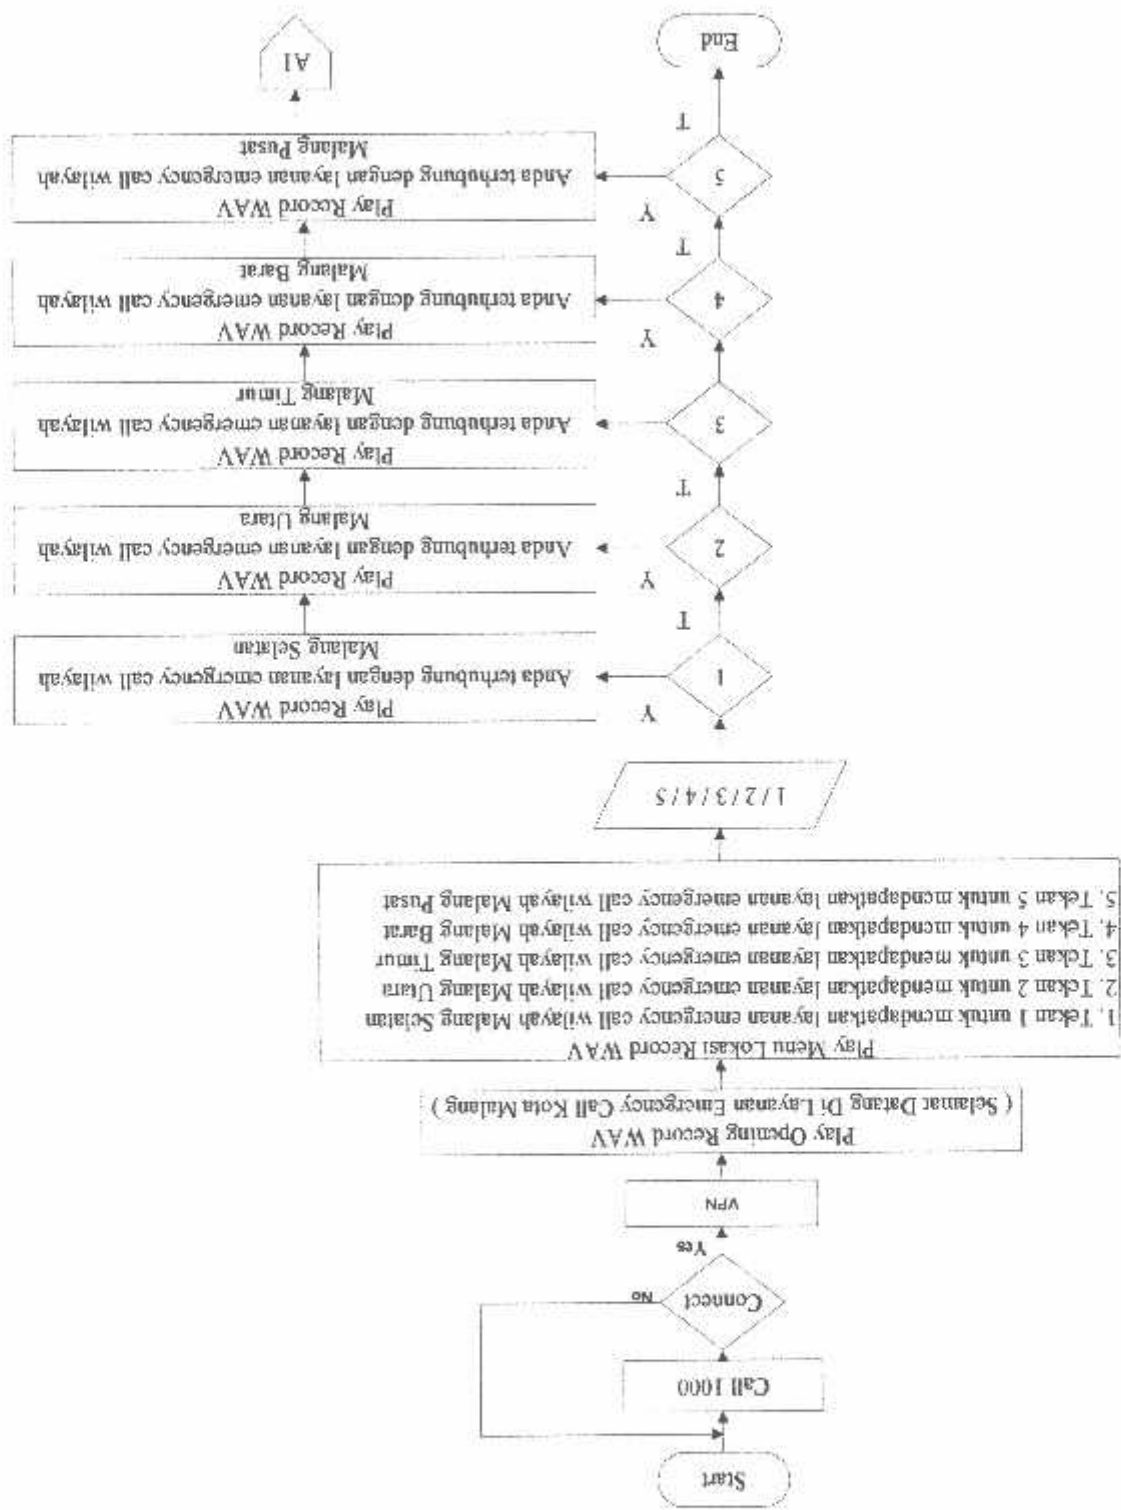 Start
Call 1000
Connect
No
Yes
VPN
Play Opening Record WAV
( Selamat Datang Di Layanan Emergency Call Kota Malang )
Play Menu Lokasi Record WAV
1. Tekan 1 untuk mendapatkan layanan emergency call wilayah Malang Selatan
2. Tekan 2 untuk mendapatkan layanan emergency call wilayah Malang Utara
3. Tekan 3 untuk mendapatkan layanan emergency call wilayah Malang Timur
4. Tekan 4 untuk mendapatkan layanan emergency call wilayah Malang Barat
5. Tekan 5 untuk mendapatkan layanan emergency call wilayah Malang Pusat
1 / 2 / 3 / 4 / 5
1
Y
Play Record WAV
Anda terhubung dengan layanan emergency call wilayah
Malang Selatan
T
2
Y
Play Record WAV
Anda terhubung dengan layanan emergency call wilayah
Malang Utara
T
3
Play Record WAV
Anda terhubung dengan layanan emergency call wilayah
Malang Timur
4
Y
Play Record WAV
Anda terhubung dengan layanan emergency call wilayah
Malang Barat
T
5
Y
Play Record WAV
Anda terhubung dengan layanan emergency call wilayah
Malang Pusat
T
End
A1